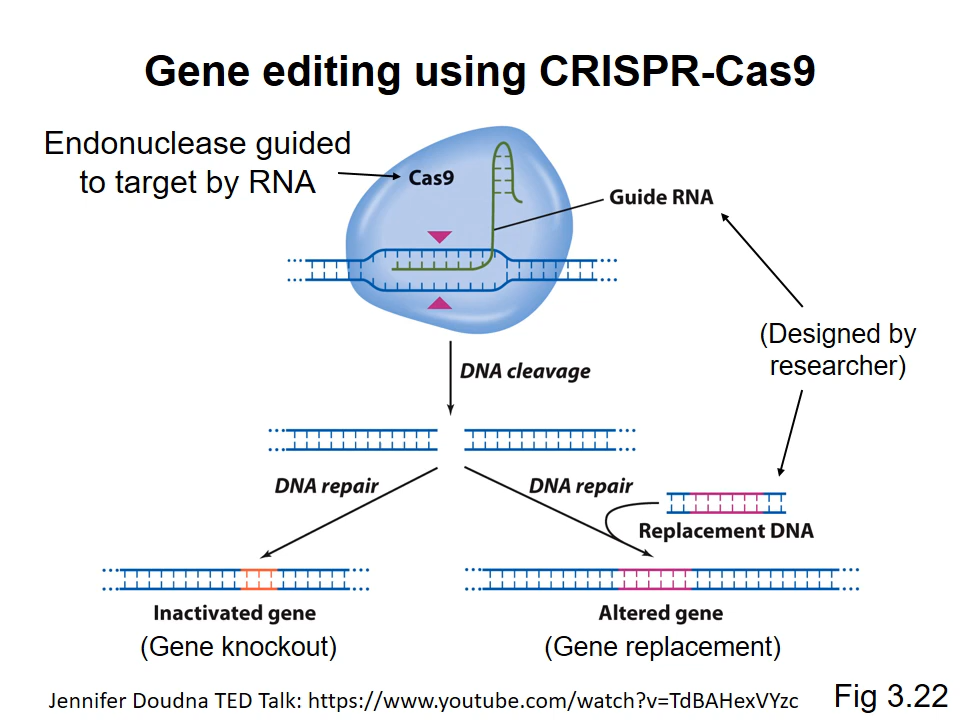 Gene editing using CRISPR-Cas9
Endonuclease guided
to target by RNA
Cas9
Guide RNA
(Designed by
researcher)
DNA cleavage
DNA repair
DNA repair
Replacement DNA
Inactivated gene
(Gene knockout)
Altered gene
(Gene replacement)
Jennifer Doudna TED Talk: https://www.youtube.com/watch?v=TdBAHexVYzc
Fig 3.22